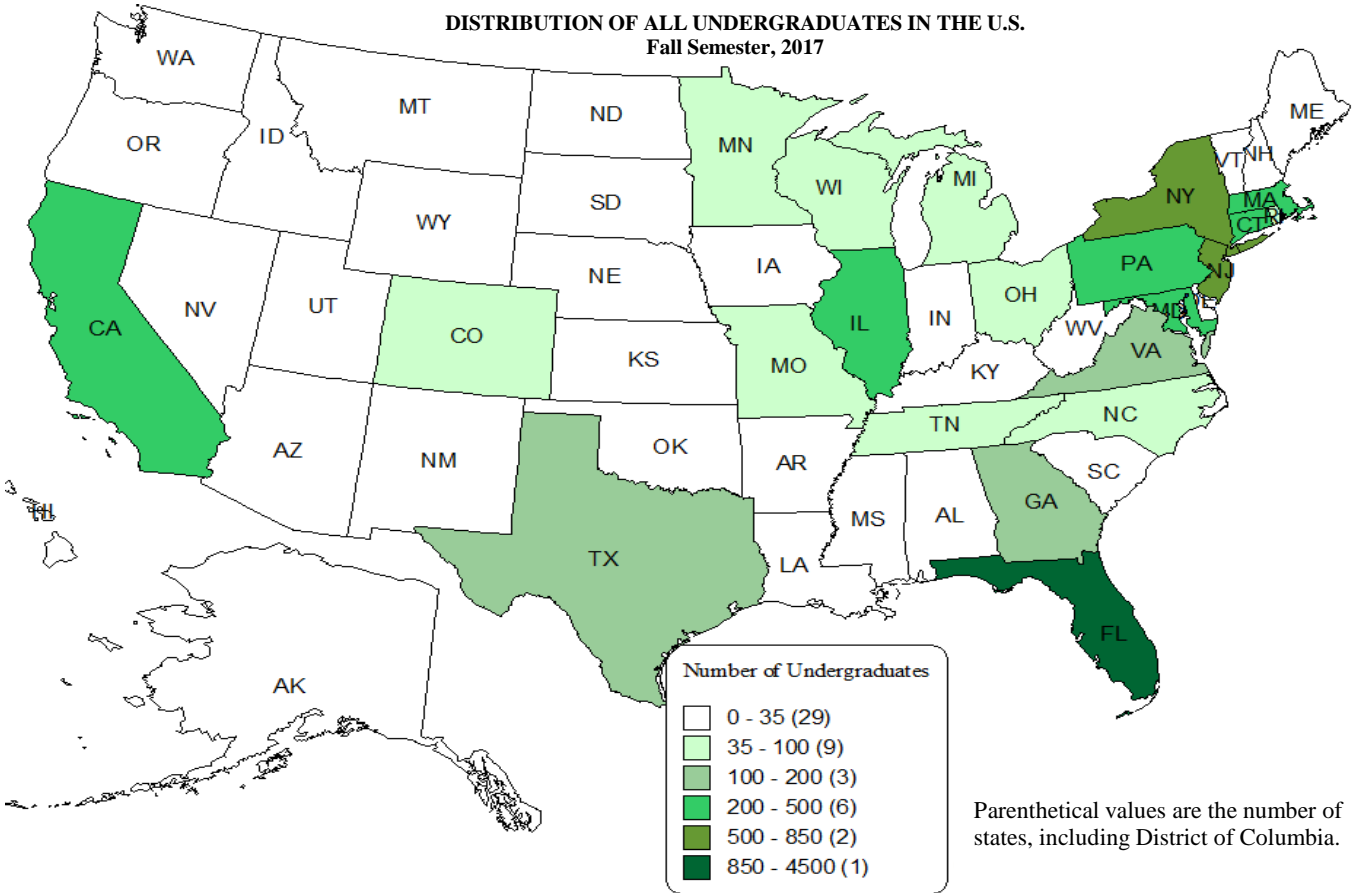 DISTRIBUTION OF ALL UNDERGRADUATES IN THE U.S.
Fall Semester, 2017
WA
MT
ND
ME
OR
ID
MN
VT
NH
WI
MI
NY
SD
WY
MA
CT
RI
IA
PA
NE
NJ
OH
NV
UT
IL
IN
CA
CO
WV
MD
VA
KS
MO
KY
NC
TN
OK
AZ
NM
AR
SC
GA
MS
AL
TX
LA
FL
AK
Number of Undergraduates
0 - 35 (29)
35 - 100 (9)
100 - 200 (3)
200 - 500 (6)
500 - 850 (2)
850 - 4500 (1)
Parenthetical values are the number of
states, including District of Columbia.